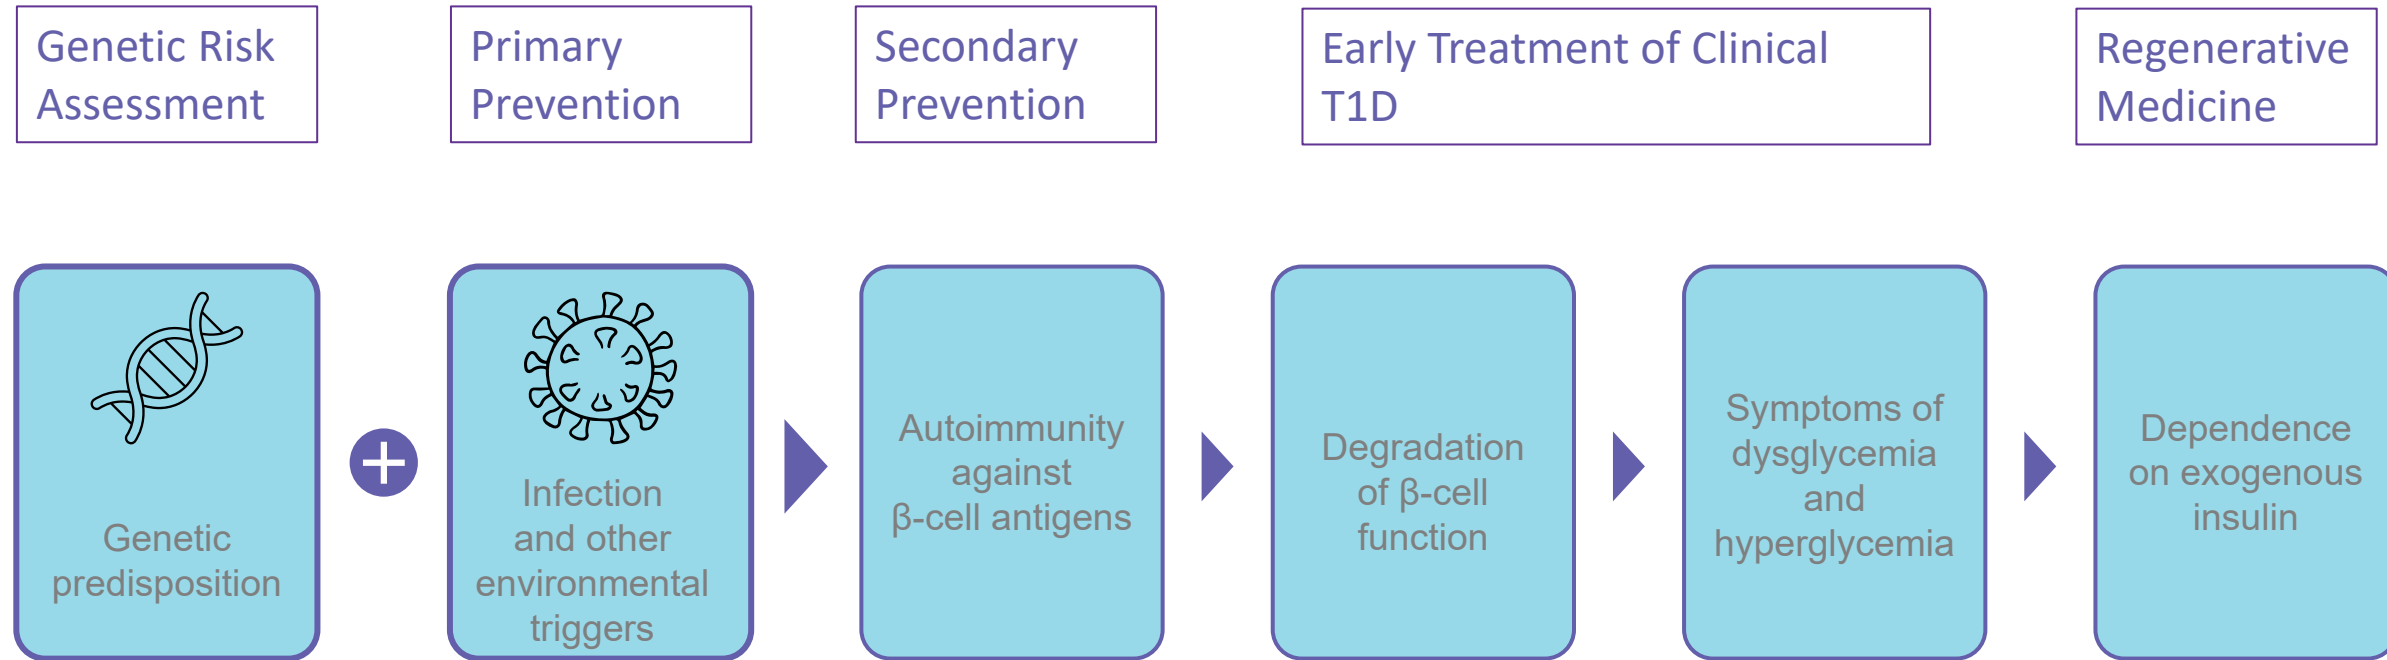 Genetic Risk
Assessment
Primary
Prevention
Secondary
Prevention
Early Treatment of Clinical
T1D
Regenerative
Medicine
Genetic
predisposition
Infection
and other
environmental
triggers
Autoimmunity
against
β-cell antigens
Degradation
of β-cell
function
Symptoms of
dysglycemia
and
hyperglycemia
Dependence
on exogenous
insulin